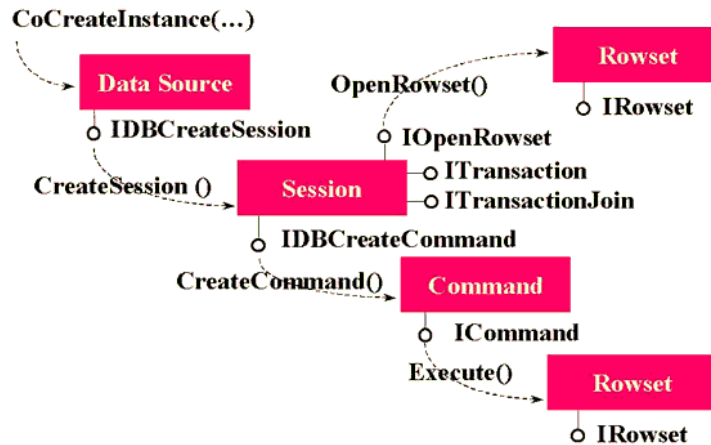 CoCreateInstance(…)
Data Source
IDBCreateSession
CreateSession ()
OpenRowset()
Rowset
IRowset
IOpenRowset
Session
ITransaction
ITransactionJoin
IDBCreateCommand
CreateCommand()
Command
ICommand
Execute()
Rowset
IRowset